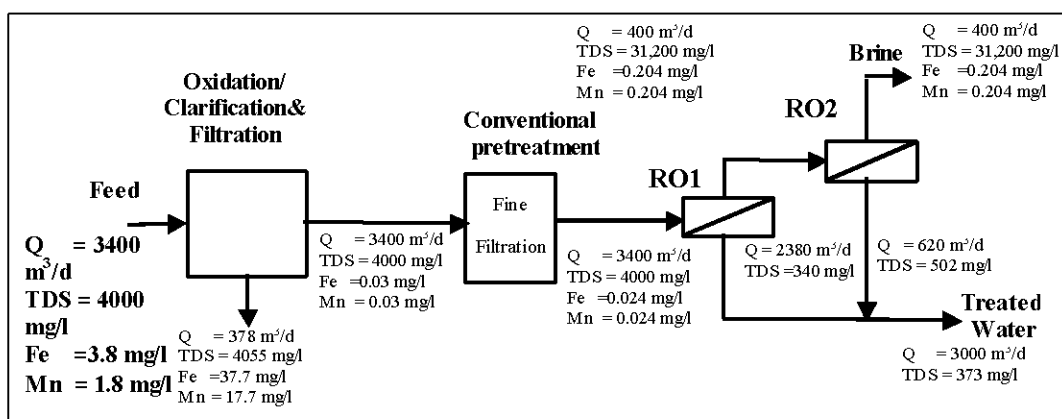 Q = 400 m³/d
TDS = 31,200 mg/l
Fe =0.204 mg/l
Mn = 0.204 mg/l
Q = 400 m³/d
TDS = 31,200 mg/l
Brine
Fe =0.204 mg/l
Mn = 0.204 mg/l
Oxidation/
Clarification&
Filtration
Conventional
pretreatment
RO2
RO1
Feed
Fine
Filtration
Q = 3400
m³/d
TDS = 4000
mg/l
Fe =3.8 mg/l
Mn = 1.8 mg/l
Q = 3400 m³/d
TDS = 4000 mg/l
Fe =0.03 mg/l
Mn = 0.03 mg/l
Q = 378 m³/d
TDS = 4055 mg/l
Fe =37.7 mg/l
Mn = 17.7 mg/l
Q = 3400 m³/d
TDS = 4000 mg/l
Fe =0.024 mg/l
Mn = 0.024 mg/l
Q = 2380 m³/d
TDS = 340 mg/l
Q = 620 m³/d
TDS = 502 mg/l
Treated
Water
Q = 3000 m³/d
TDS = 373 mg/l